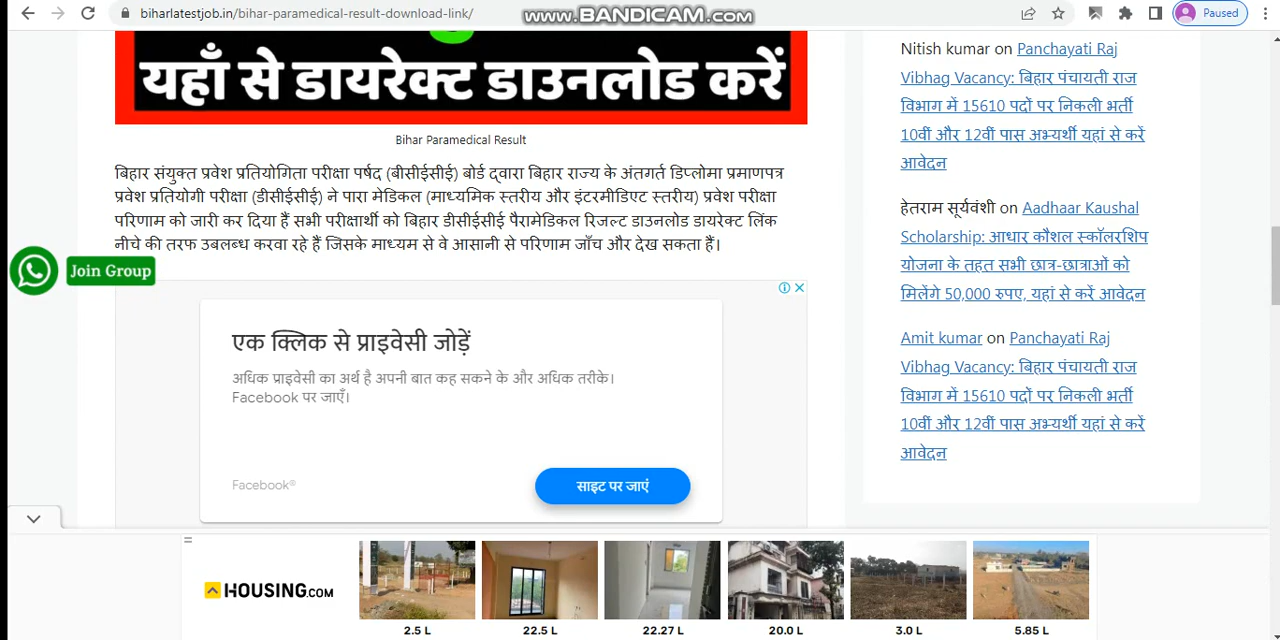 biharlatestjob.in/bihar-paramedical-result-download-link/
www.BANDICAM.com
Paused
यहाँ से डायरेक्ट डाउनलोड करें
Bihar Paramedical Result
बिहार संयुक्त प्रवेश प्रतियोगिता परीक्षा पर्षद (बीसीईसीई) बोर्ड द्वारा बिहार राज्य के अंतगर्त डिप्लोमा प्रमाणपत्र
प्रवेश प्रतियोगी परीक्षा (डीसीईसीई) ने पारा मेडिकल (माध्यमिक स्तरीय और इंटरमीडिएट स्तरीय) प्रवेश परीक्षा
परिणाम को जारी कर दिया हैं सभी परीक्षार्थी को बिहार डीसीईसीई पैरामेडिकल रिजल्ट डाउनलोड डायरेक्ट लिंक
नीचे की तरफ उबलब्ध करवा रहे हैं जिसके माध्यम से वे आसानी से परिणाम जाँच और देख सकता हैं।
Join Group
एक क्लिक से प्राइवेसी जोड़ें
अधिक प्राइवेसी का अर्थ है अपनी बात कह सकने के और अधिक तरीके।
Facebook पर जाएँ।
Facebook®
साइट पर जाएं
Nitish kumar on Panchayati Raj
Vibhag Vacancy: बिहार पंचायती राज
विभाग में 15610 पदों पर निकली भर्ती
10वीं और 12वीं पास अभ्यर्थी यहां से करें
आवेदन
हेतराम सूर्यवंशी on Aadhaar Kaushal
Scholarship: आधार कौशल स्कॉलरशिप
योजना के तहत सभी छात्र-छात्राओं को
मिलेंगे 50,000 रुपए, यहां से करें आवेदन
Amit kumar on Panchayati Raj
Vibhag Vacancy: बिहार पंचायती राज
विभाग में 15610 पदों पर निकली भर्ती
10वीं और 12वीं पास अभ्यर्थी यहां से करें
आवेदन
HOUSING.COM
2.5 L
22.5 L
22.27 L
20.0 L
3.0 L
5.85 L